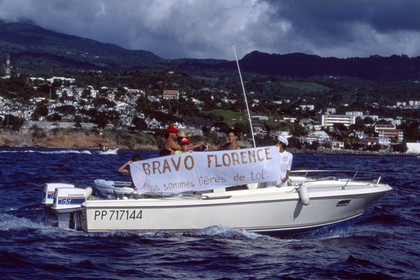 BRAVO FLORENCE
Nous sommes fières de toi
PP 717144